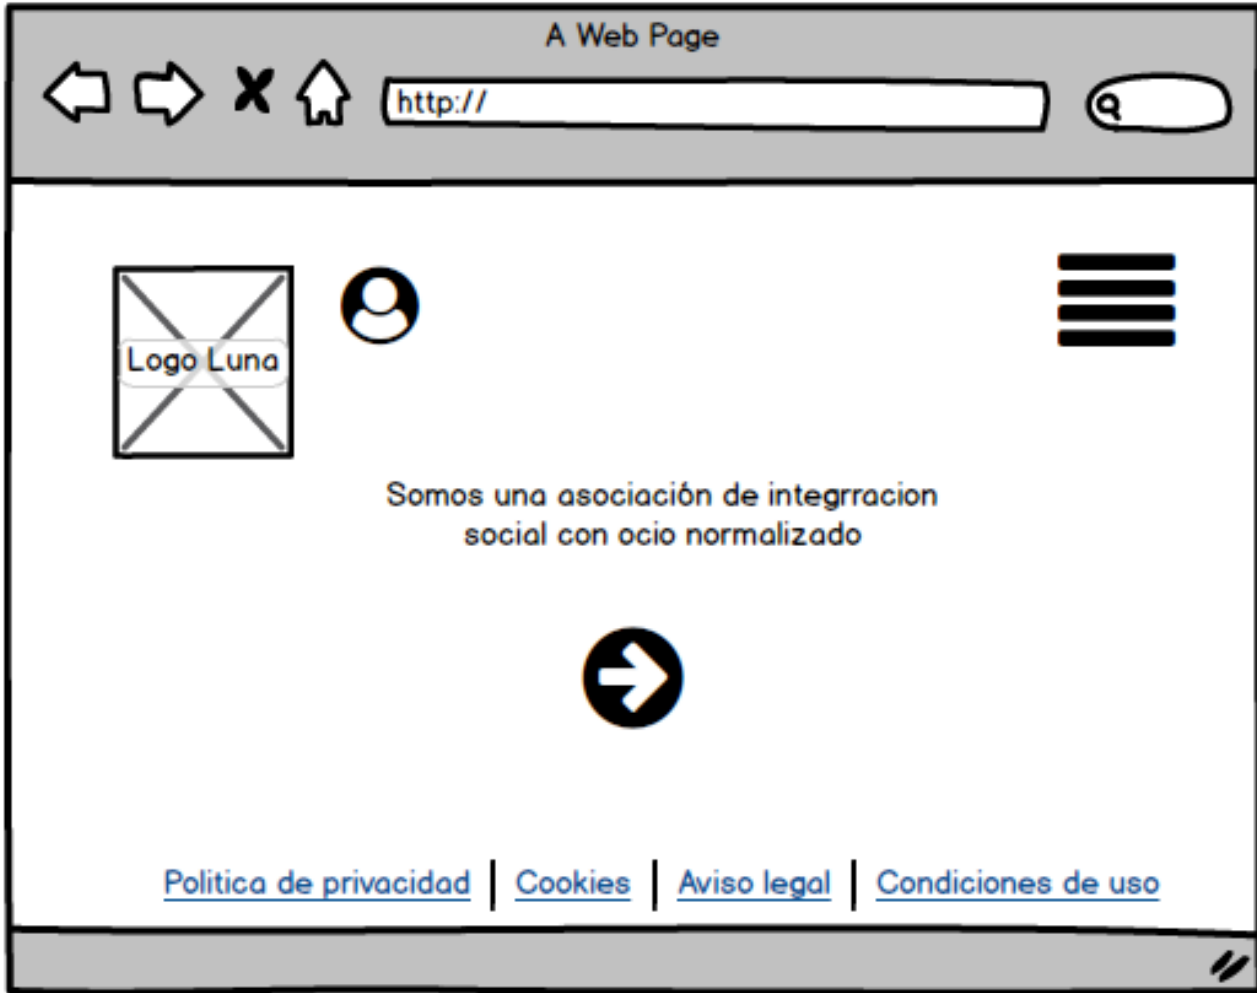 A Web Page
http://
Logo Luna
Somos una asociación de integrracion
social con ocio normalizado
Politica de privacidad | Cookies | Aviso legal | Condiciones de uso